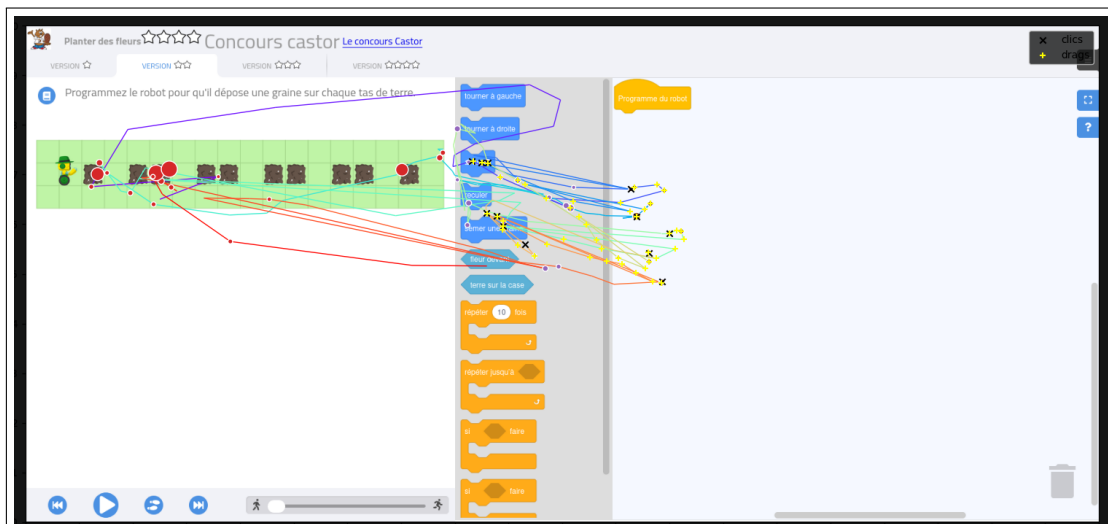 Planter des fleurs Concours castor Le concours Castor
VERSION VERSION VERSION VERSION
clics
drags
Programmez le robot pour qu'il dépose une graine sur chaque tas de terre.
tourner à gauche
tourner à droite
reculer
semer une
fleur devant
terre sur la case
répéter 10 fois
répéter jusqu'à
si faire
si faire
Programme du robot
?